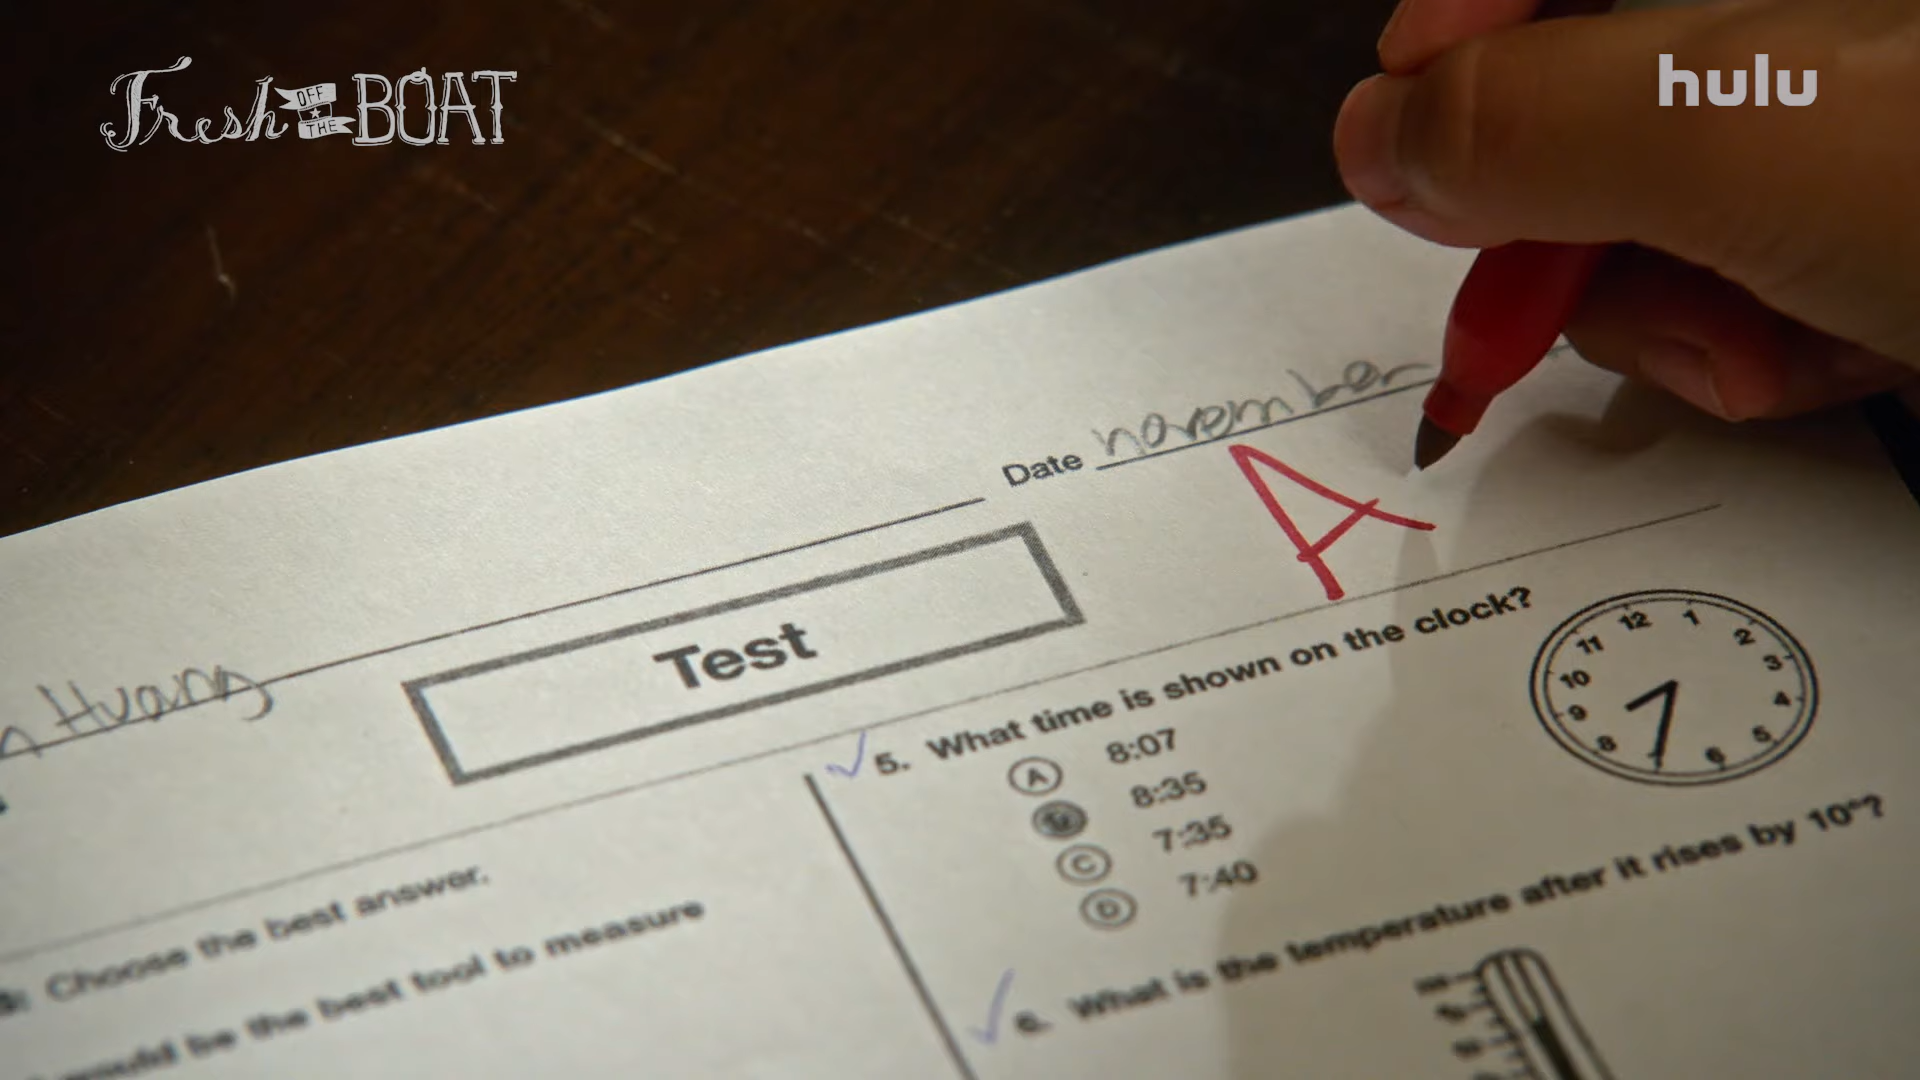 Fresh OFF THE BOAT
hulu
Date november
A
Huang
Test
5. What time is shown on the clock?
A 8:07
8:35
C 7:35
D 7:40
12
1
2
3
4
5
6
8
9
10
11
Choose the best answer.
would be the best tool to measure
6. What is the temperature after it rises by 10°?